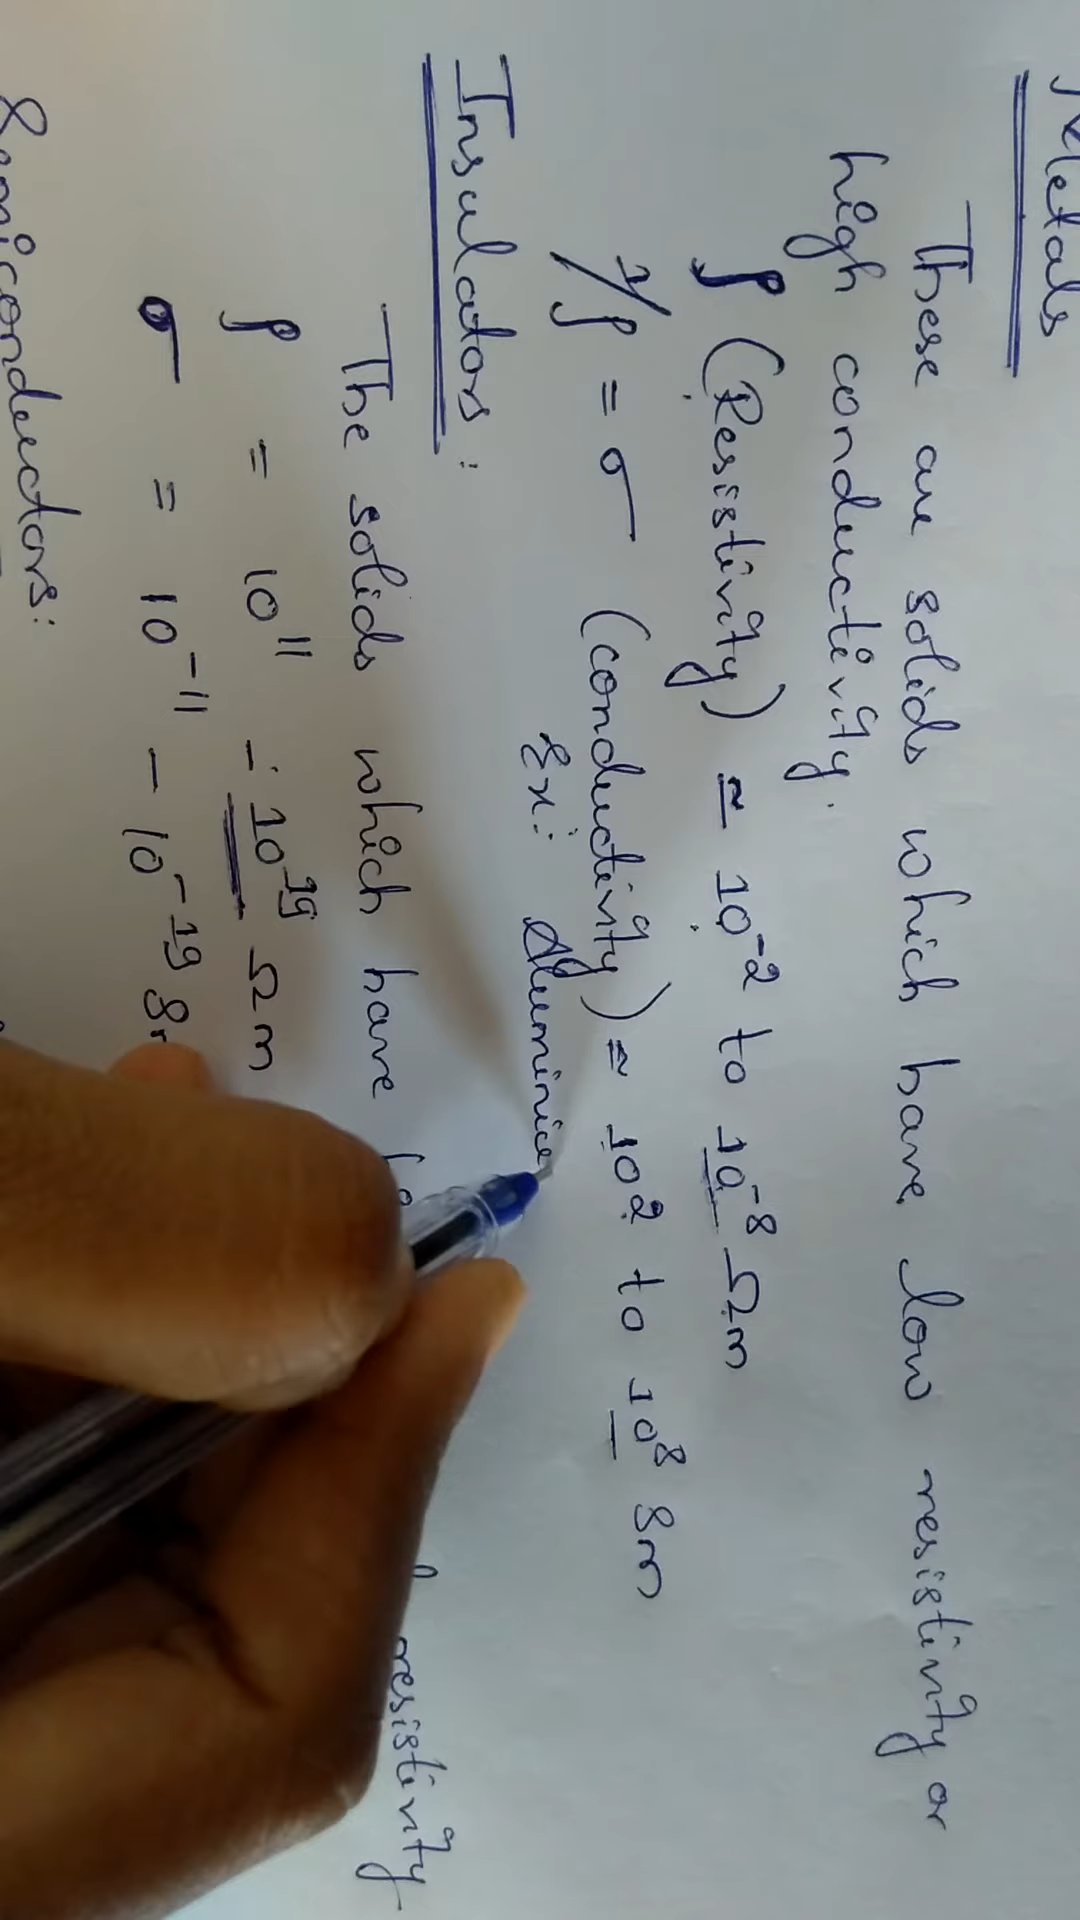 Metals
These are solids which have low resistivity or
high conductivity.
ρ (Resistivity) ≃ 10⁻² to 10⁻⁸ Ωm
1/ρ = σ (conductivity) ≃ 10² to 10⁸ Sm
Ex: Aluminiu
Insulators:
The solids which have resistivity
ρ = 10¹¹ - 10¹⁹ Ωm
σ = 10⁻¹¹ - 10⁻¹⁹ Sm
Semiconductors: